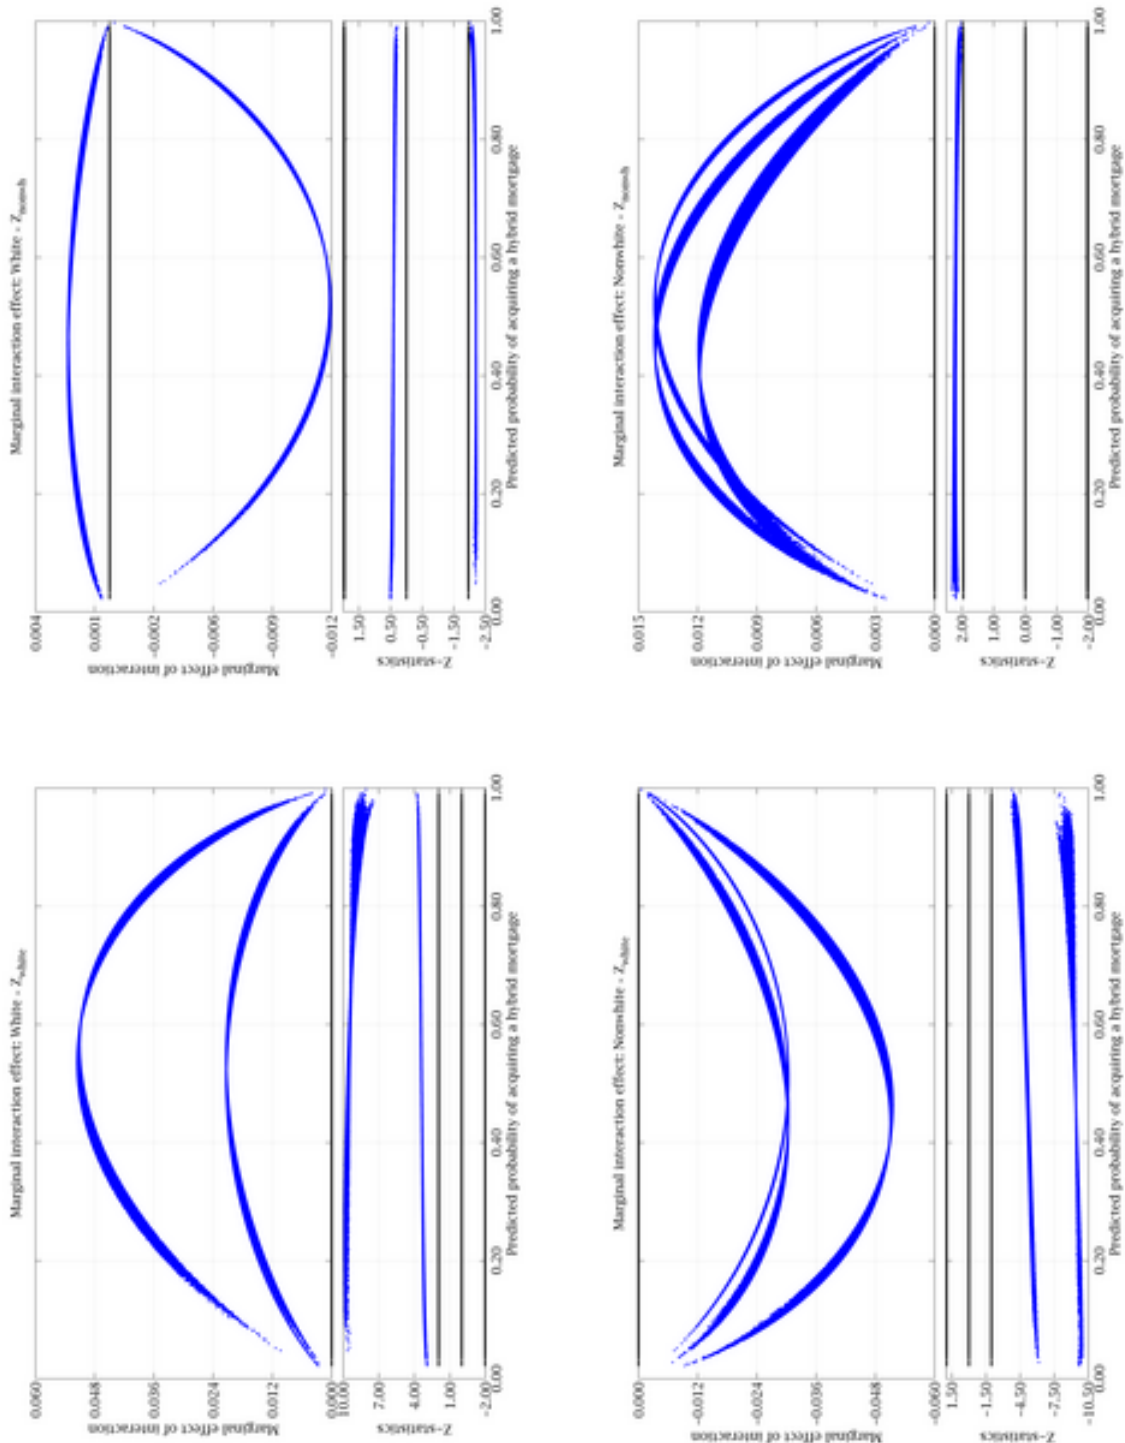 Marginal interaction effect: White * Z_white
Marginal effect of interaction
0.060
0.048
0.036
0.024
0.012
0.000
Z-statistics
10.00
7.00
4.00
1.00
-2.00
0.00 0.20 0.40 0.60 0.80 1.00
Predicted probability of acquiring a hybrid mortgage
Marginal interaction effect: White * Z_nonwh
Marginal effect of interaction
0.004
0.001
-0.002
-0.006
-0.009
-0.012
Z-statistics
1.50
0.50
-0.50
-1.50
-2.50
0.00 0.20 0.40 0.60 0.80 1.00
Predicted probability of acquiring a hybrid mortgage
Marginal interaction effect: Nonwhite * Z_white
Marginal effect of interaction
0.000
-0.012
-0.024
-0.036
-0.048
-0.060
Z-statistics
1.50
-1.50
-4.50
-7.50
-10.50
0.00 0.20 0.40 0.60 0.80 1.00
Predicted probability of acquiring a hybrid mortgage
Marginal interaction effect: Nonwhite * Z_nonwh
Marginal effect of interaction
0.015
0.012
0.009
0.006
0.003
0.000
Z-statistics
2.00
1.00
0.00
-1.00
-2.00
0.00 0.20 0.40 0.60 0.80 1.00
Predicted probability of acquiring a hybrid mortgage